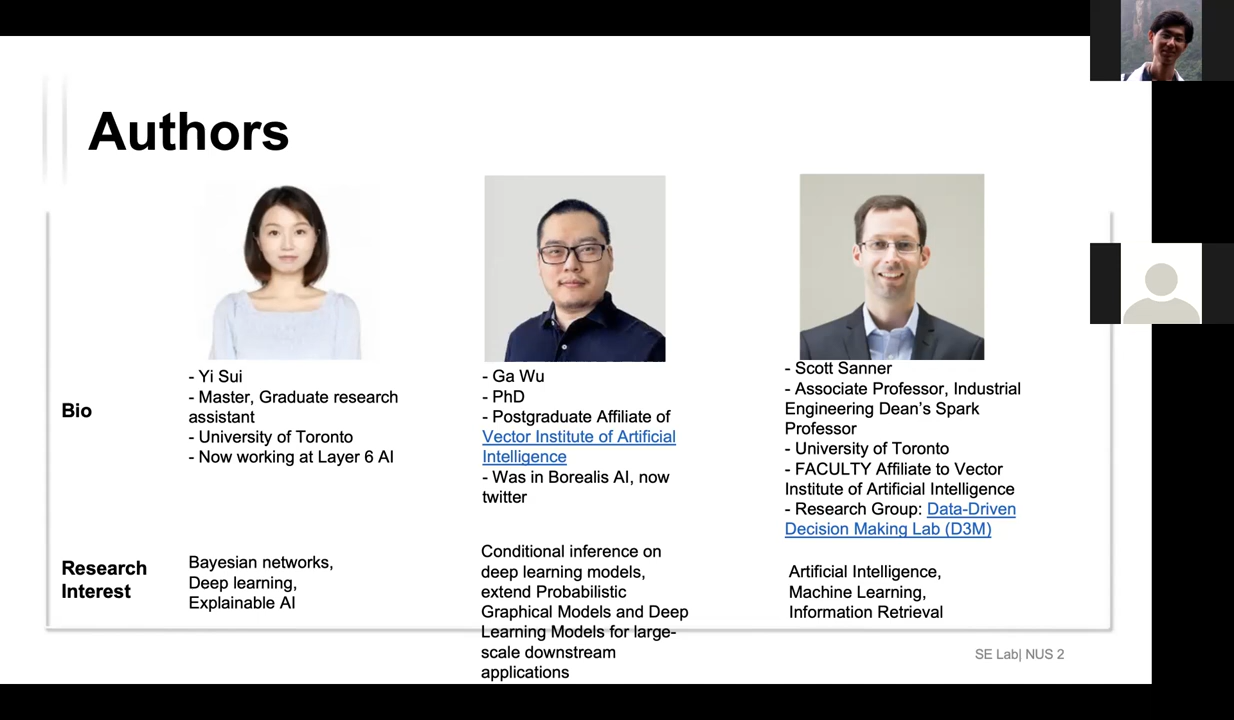 Authors
Bio
- Yi Sui
- Master, Graduate research
assistant
- University of Toronto
- Now working at Layer 6 AI
- Ga Wu
- PhD
- Postgraduate Affiliate of
Vector Institute of Artificial
Intelligence
- Was in Borealis AI, now
twitter
- Scott Sanner
- Associate Professor, Industrial
Engineering Dean’s Spark
Professor
- University of Toronto
- FACULTY Affiliate to Vector
Institute of Artificial Intelligence
- Research Group: Data-Driven
Decision Making Lab (D3M)
Research
Interest
Bayesian networks,
Deep learning,
Explainable AI
Conditional inference on
deep learning models,
extend Probabilistic
Graphical Models and Deep
Learning Models for large-
scale downstream
applications
Artificial Intelligence,
Machine Learning,
Information Retrieval
SE Lab| NUS 2